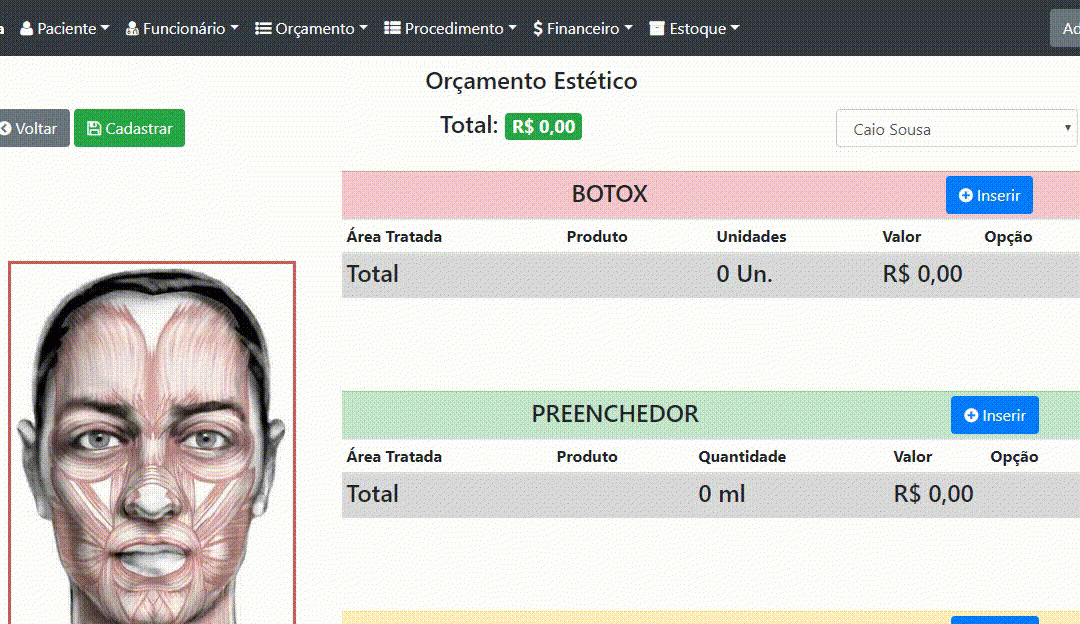 a Paciente Funcionário Orçamento Procedimento Financeiro Estoque Ad
Orçamento Estético
Voltar Cadastrar Total: R$ 0,00 Caio Sousa
BOTOX Inserir
Área Tratada Produto Unidades Valor Opção
Total 0 Un. R$ 0,00
PREENCHEDOR Inserir
Área Tratada Produto Quantidade Valor Opção
Total 0 ml R$ 0,00